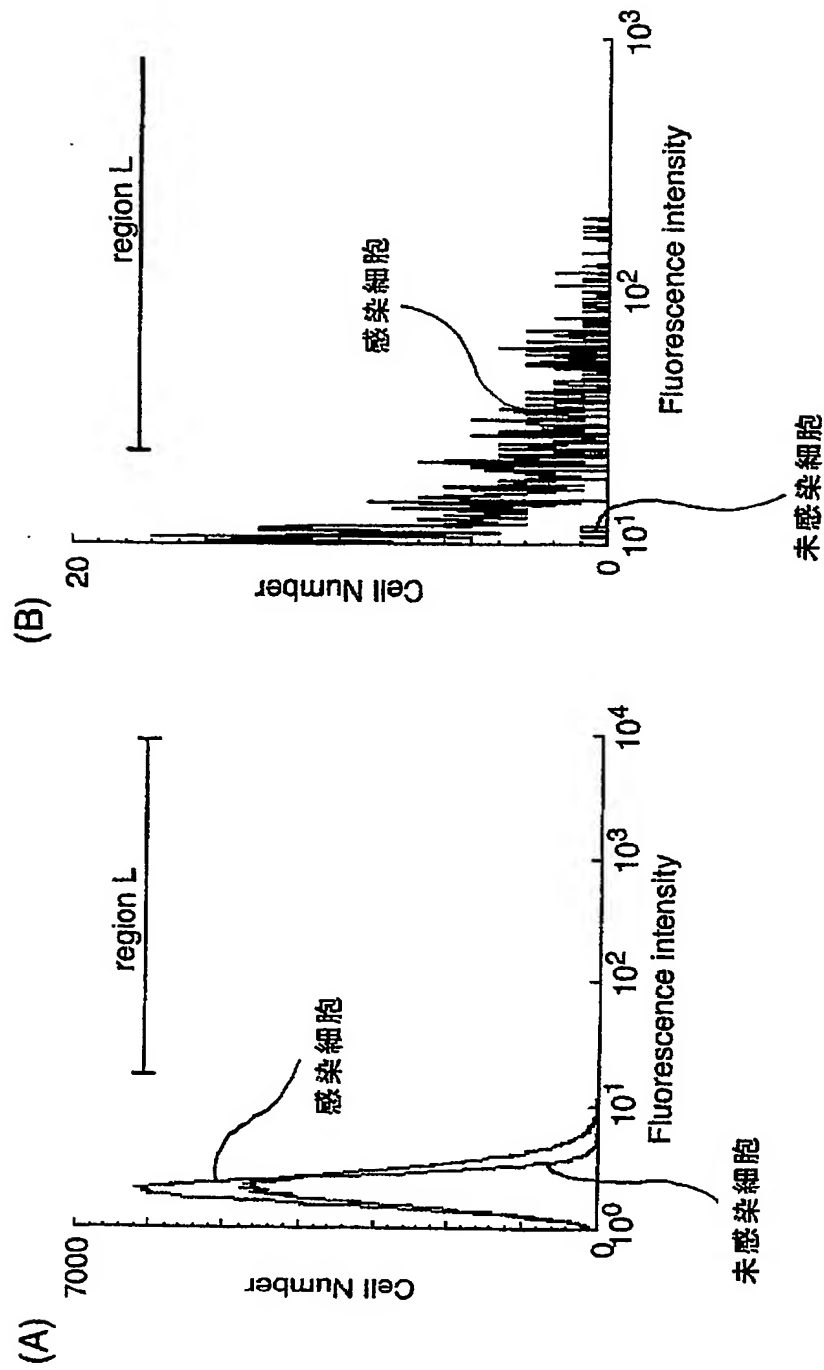 (A)
7000
Cell Number
0
10⁰
10¹
10²
10³
10⁴
Fluorescence intensity
region L
感染細胞
未感染細胞
(B)
20
Cell Number
0
10¹
10²
10³
Fluorescence intensity
region L
感染細胞
未感染細胞